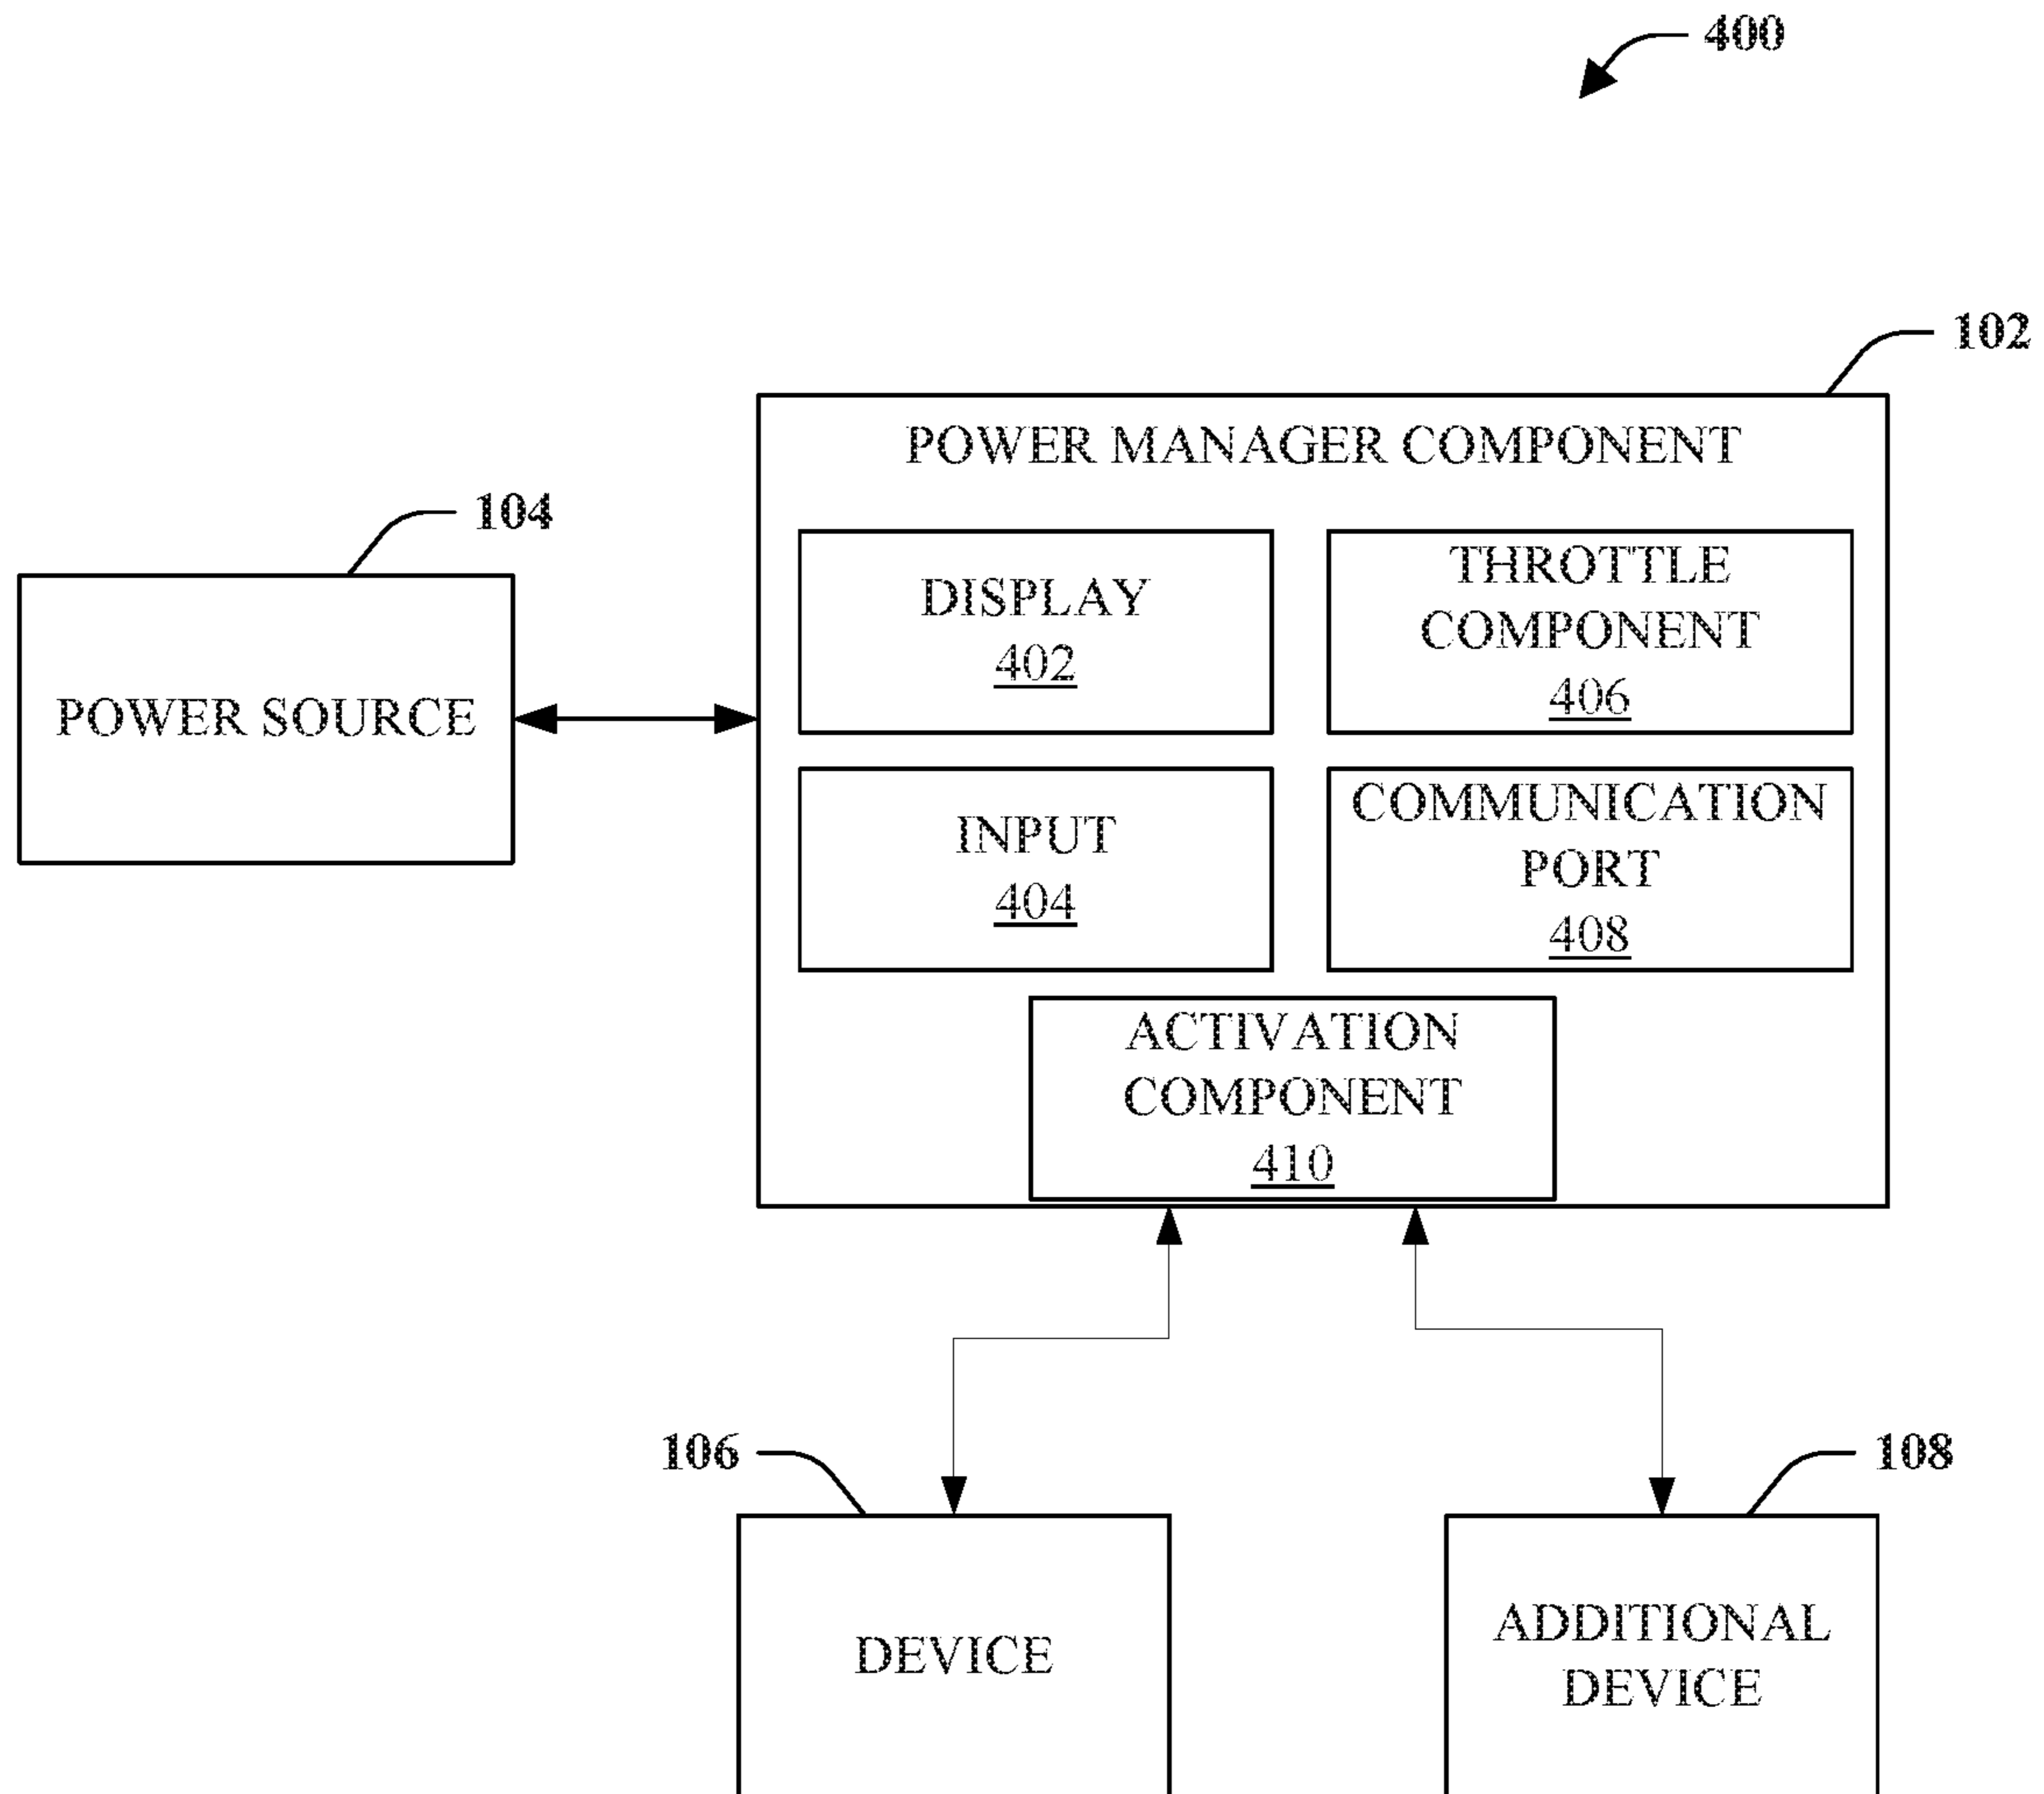 400
102
POWER MANAGER COMPONENT
104
POWER SOURCE
DISPLAY
402
THROTTLE
COMPONENT
406
INPUT
404
COMMUNICATION
PORT
408
ACTIVATION
COMPONENT
410
106
DEVICE
108
ADDITIONAL
DEVICE